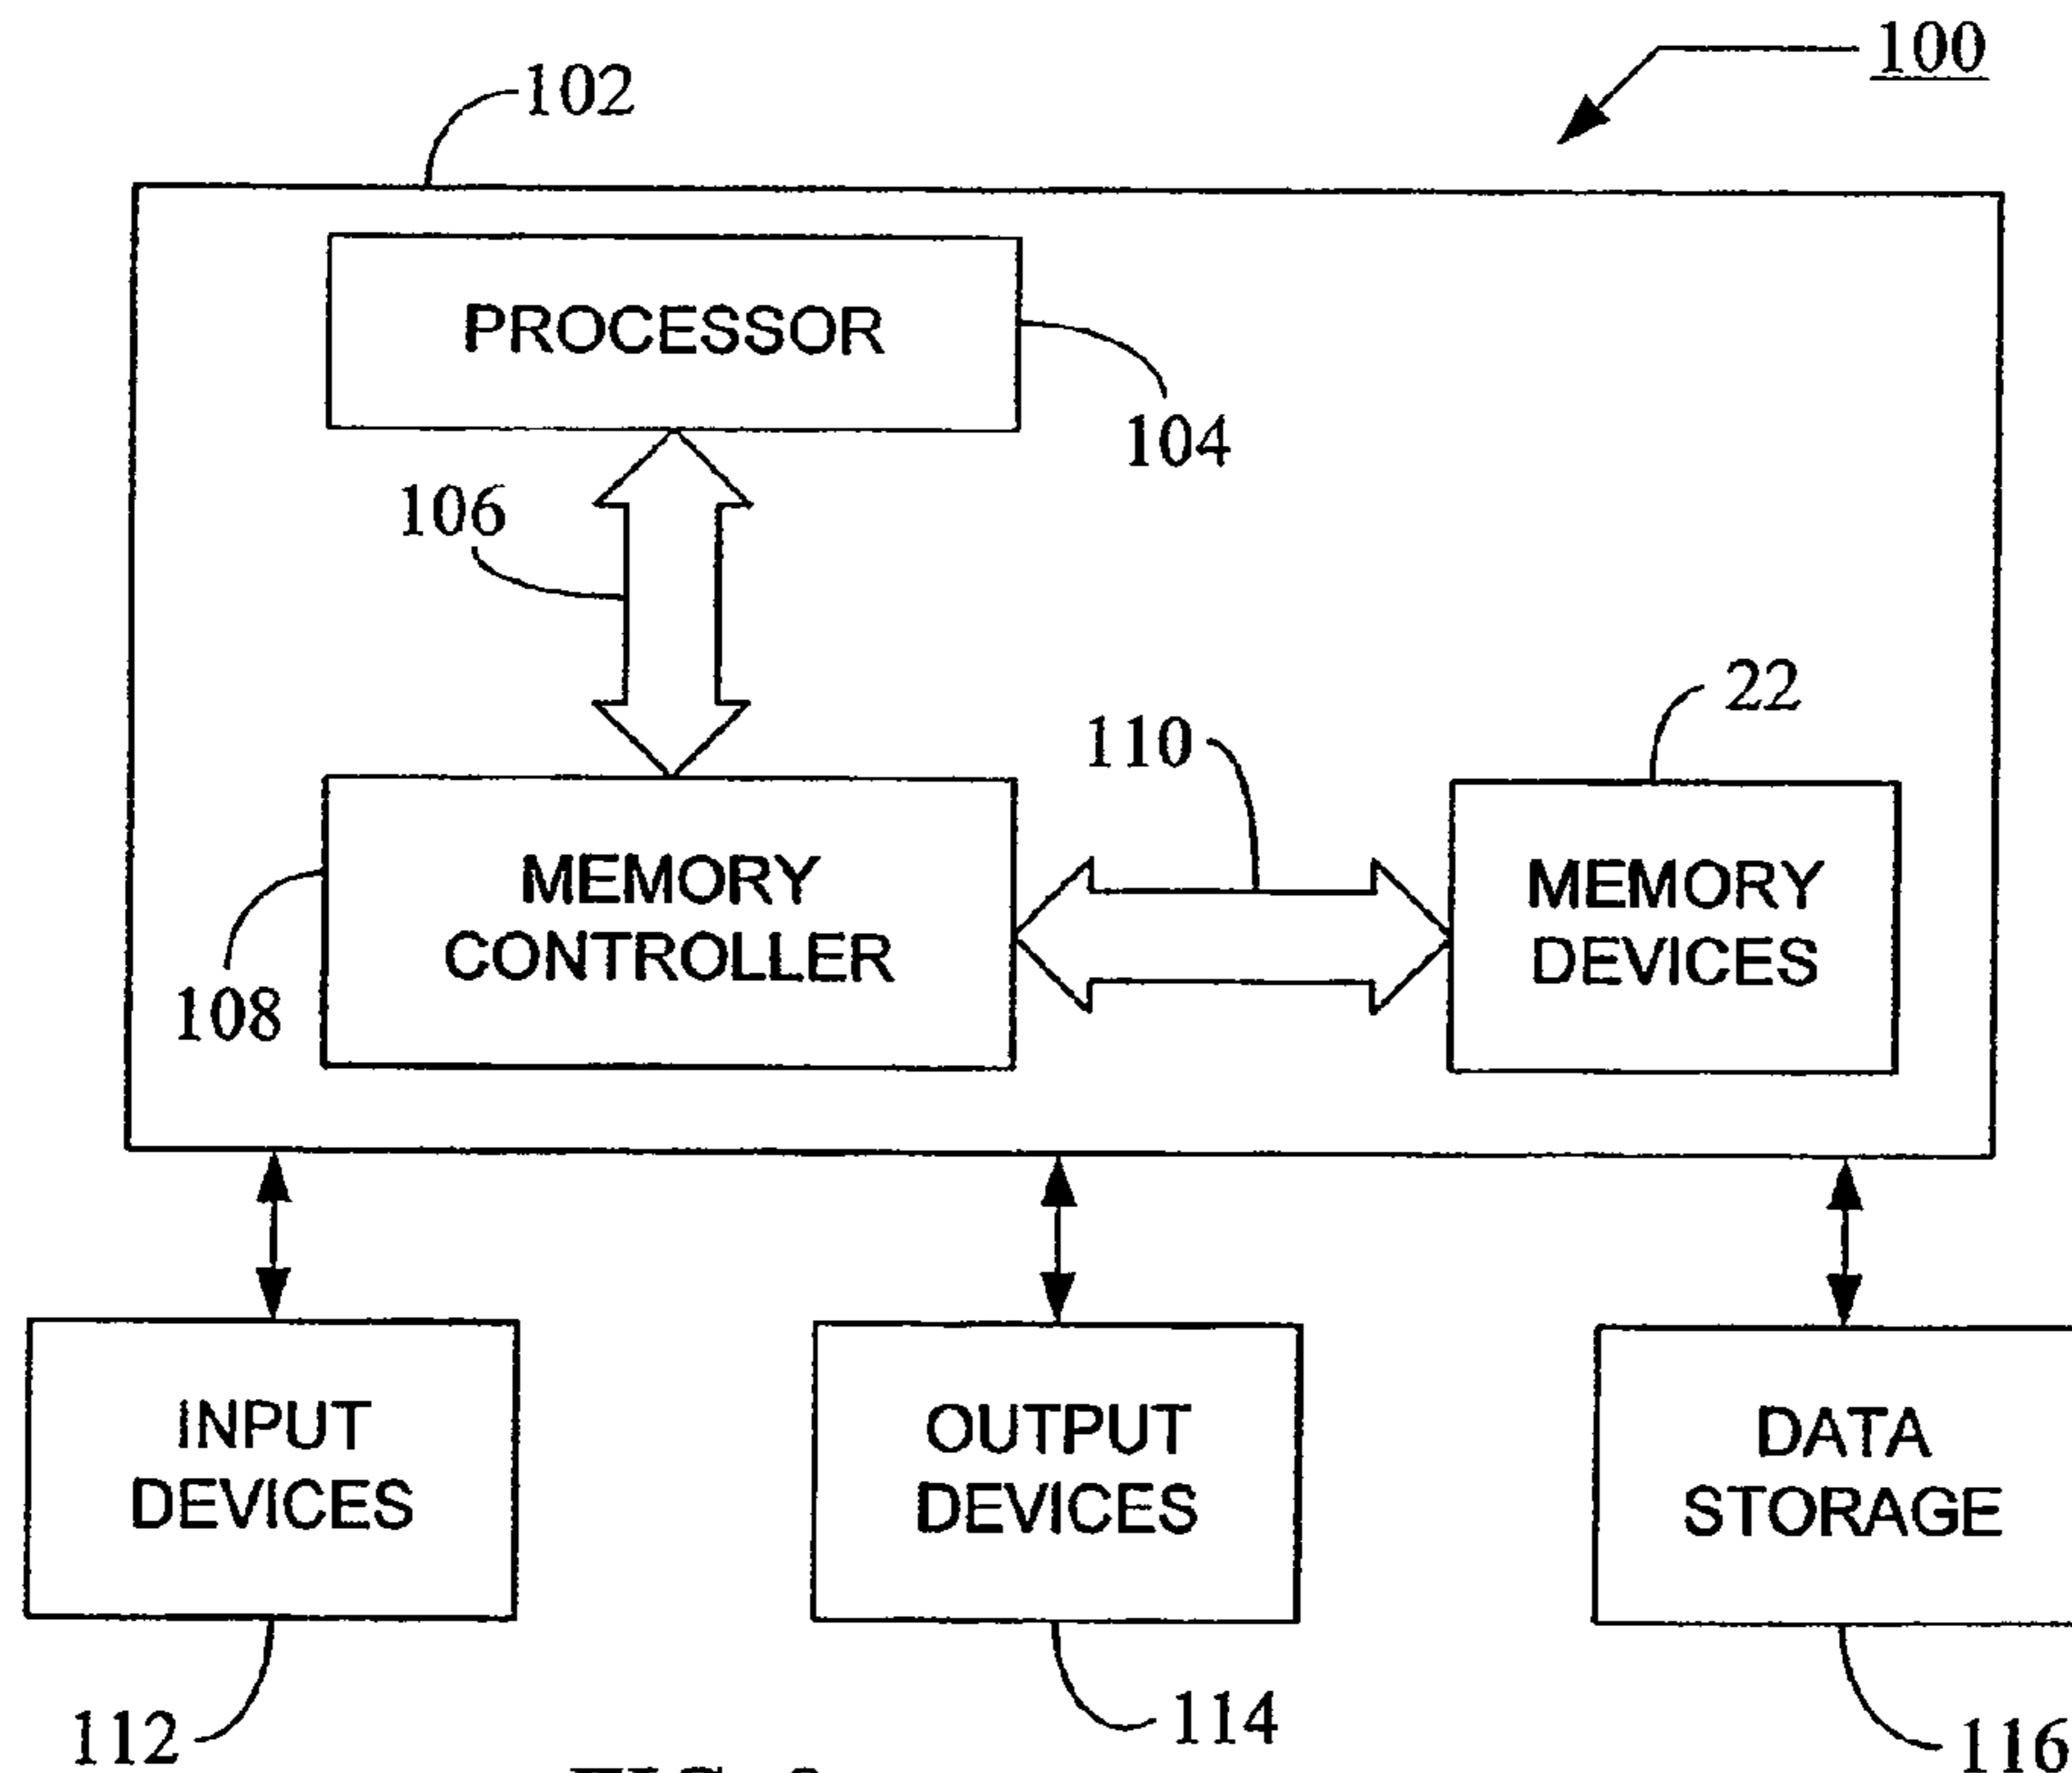 100
102
PROCESSOR
104
106
22
110
MEMORY
CONTROLLER
MEMORY
DEVICES
108
INPUT
DEVICES
OUTPUT
DEVICES
DATA
STORAGE
112
114
116